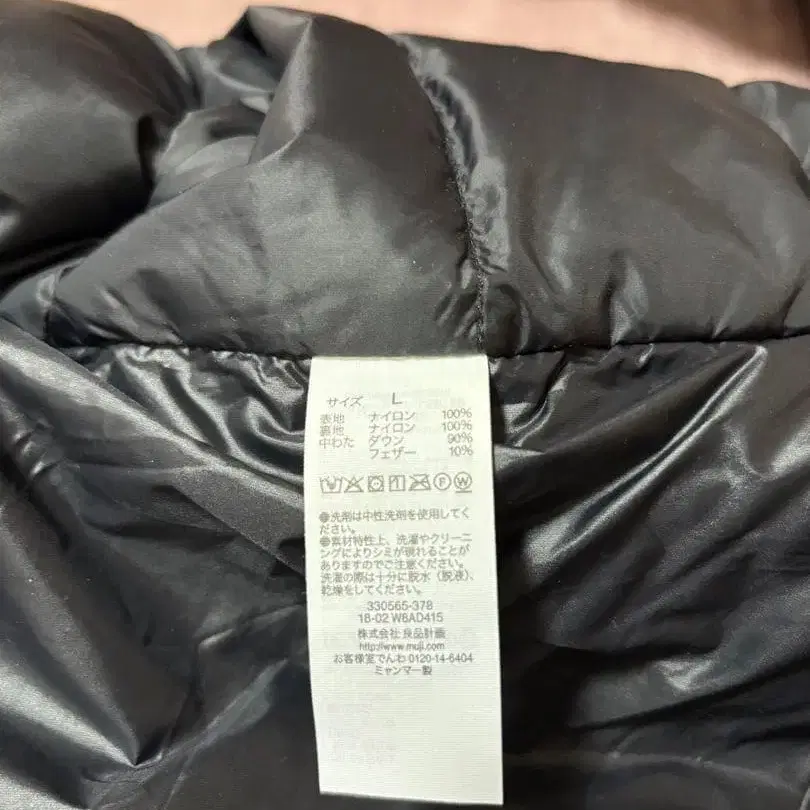 サイズ L
表地 ナイロン 100%
裏地 ナイロン 100%
中わた ダウン 90%
フェザー 10%
●洗剤は中性洗剤を使用してく
ださい。
●素材特性上、洗濯やクリーニ
ングによりシミが現れることが
ありますのでご注意ください。
洗濯の際は十分に脱水（脱液）、
乾燥をしてください。
330565-378
18-02 W8AD415
株式会社 良品計画
http://www.muji.com
お客様室でんわ 0120-14-6404
ミャンマー製